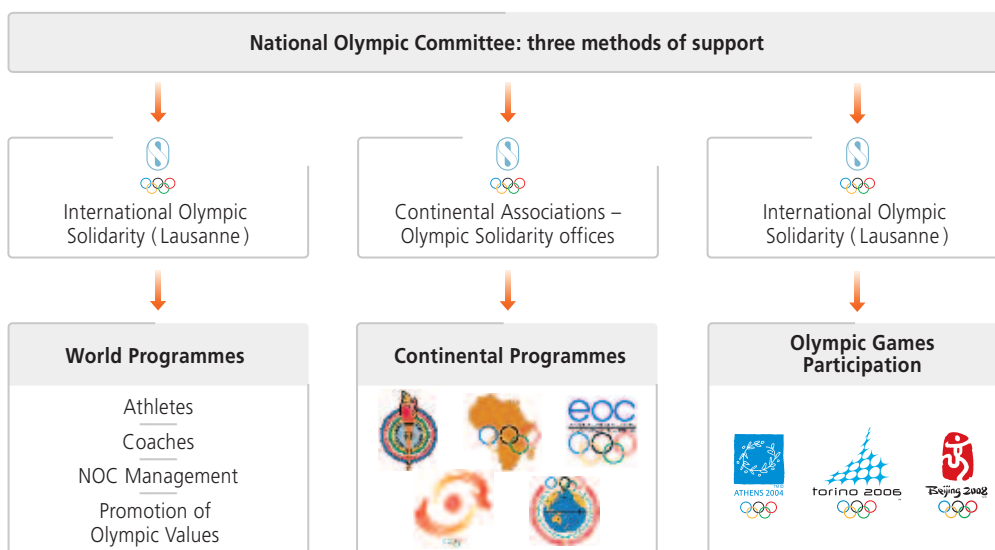 National Olympic Committee: three methods of support
International Olympic
Solidarity ( Lausanne )
Continental Associations –
Olympic Solidarity offices
International Olympic
Solidarity ( Lausanne )
World Programmes
Athletes
Coaches
NOC Management
Promotion of
Olympic Values
Continental Programmes
eoc
Olympic Games
Participation
ATHENS 2004
torino 2006
Beijing 2008